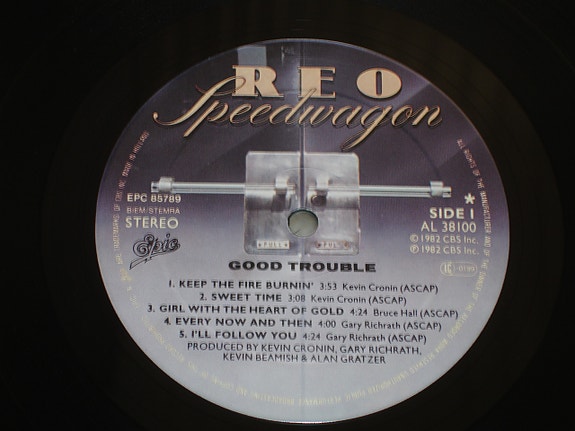 REO
Speedwagon
EPC 85789
BIEM/STEMRA
STEREO
Epic
*
SIDE 1
AL 38100
© 1982 CBS Inc.
℗ 1982 CBS Inc.
PULL
PULL
GOOD TROUBLE
1. KEEP THE FIRE BURNIN' 3:53 Kevin Cronin (ASCAP)
2. SWEET TIME 3:08 Kevin Cronin (ASCAP)
3. GIRL WITH THE HEART OF GOLD 4:24 Bruce Hall (ASCAP)
4. EVERY NOW AND THEN 4:00 Gary Richrath (ASCAP)
5. I'LL FOLLOW YOU 4:24 Gary Richrath (ASCAP)
PRODUCED BY KEVIN CRONIN, GARY RICHRATH,
KEVIN BEAMISH & ALAN GRATZER